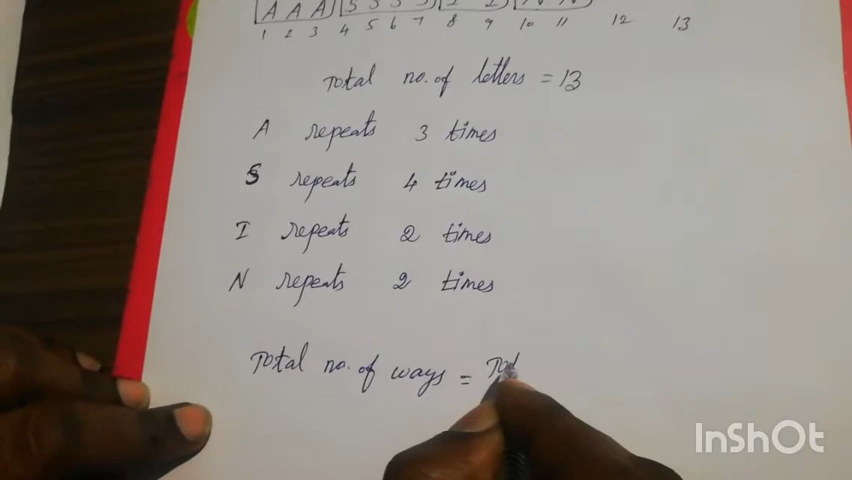 A A A S S S S I I N N
1 2 3 4 5 6 7 8 9 10 11 12 13
Total no. of letters = 13
A repeats 3 times
S repeats 4 times
I repeats 2 times
N repeats 2 times
Total no. of ways = Tot
InShOt